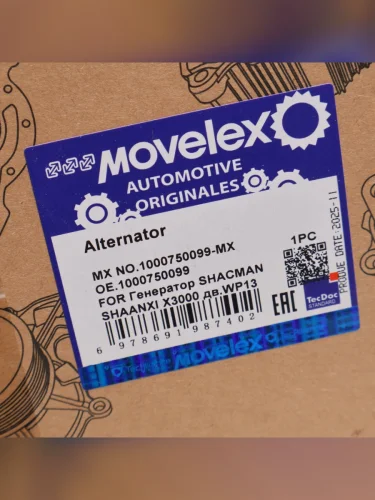 MOVELEX
AUTOMOTIVE
ORIGINALES
Alternator
MX NO.1000750099-MX
OE.1000750099
FOR Генератор SHACMAN
SHAANXI X3000 дв.WP13
1PC
EAC
TecDoc
STANDARD
PRODUE DATE:2025-11
6 978691 987402
MOVELEX